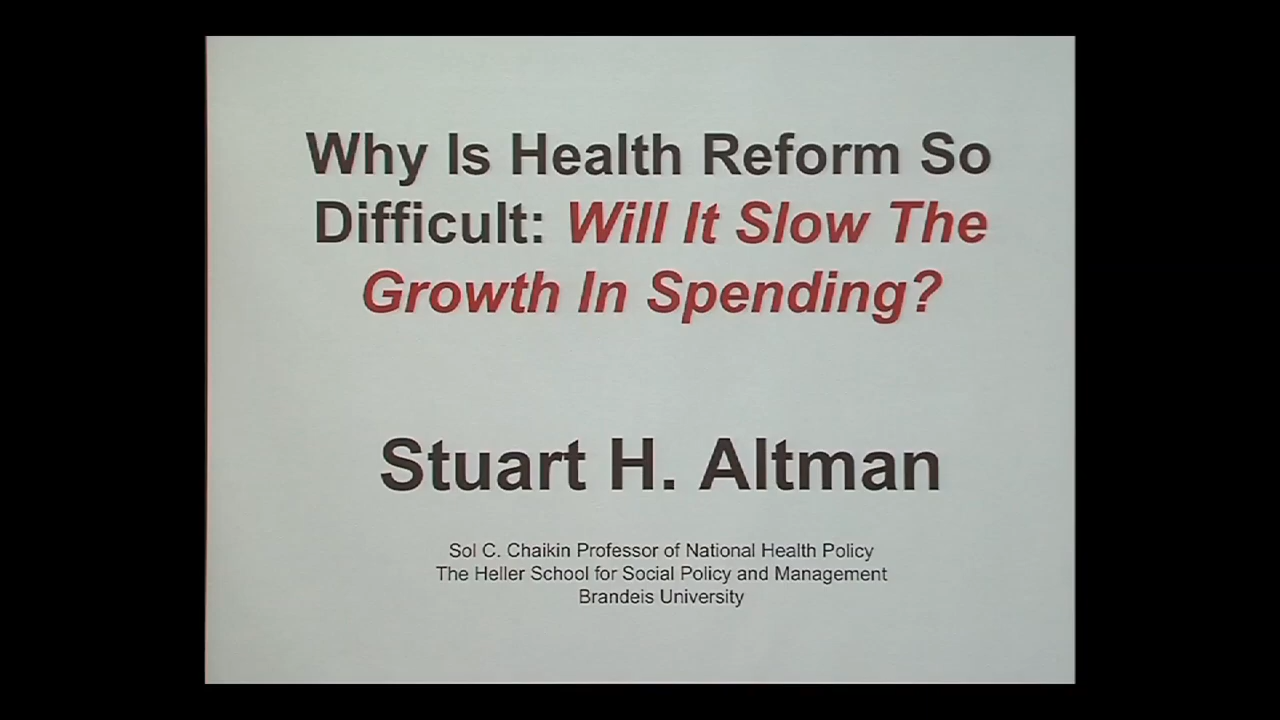 Why Is Health Reform So
Difficult: Will It Slow The
Growth In Spending?
Stuart H. Altman
Sol C. Chaikin Professor of National Health Policy
The Heller School for Social Policy and Management
Brandeis University